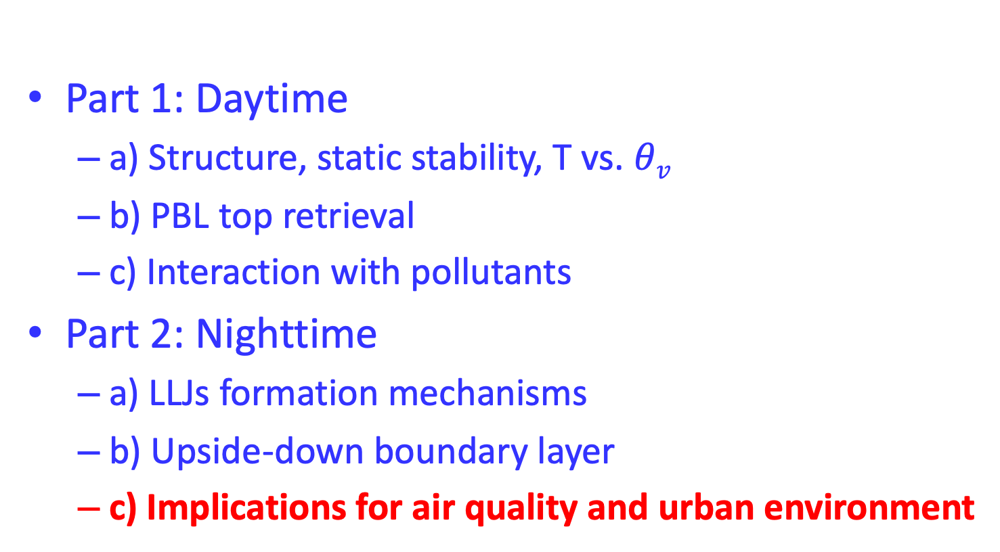 • Part 1: Daytime
– a) Structure, static stability, T vs. θᵥ
– b) PBL top retrieval
– c) Interaction with pollutants
• Part 2: Nighttime
– a) LLJs formation mechanisms
– b) Upside-down boundary layer
– c) Implications for air quality and urban environment